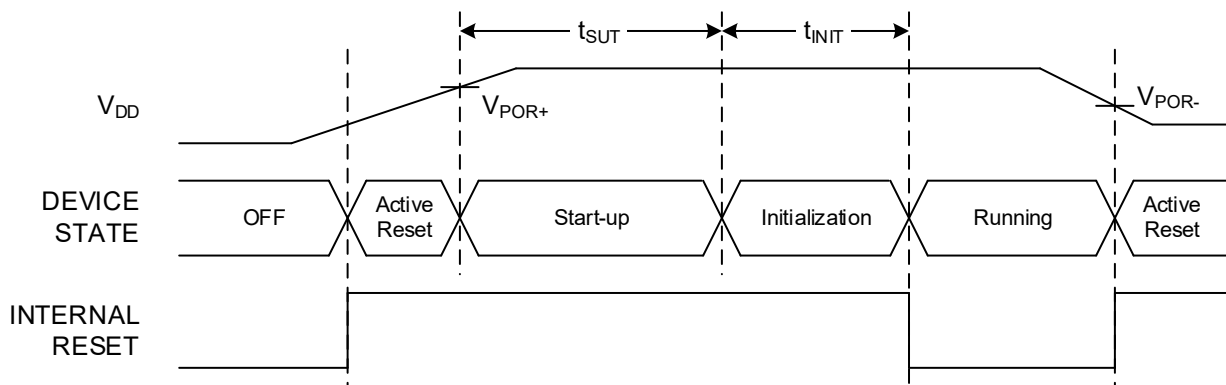 tSUT
tINIT
VDD
VPOR+
VPOR-
DEVICE
STATE
OFF
Active
Reset
Start-up
Initialization
Running
Active
Reset
INTERNAL
RESET